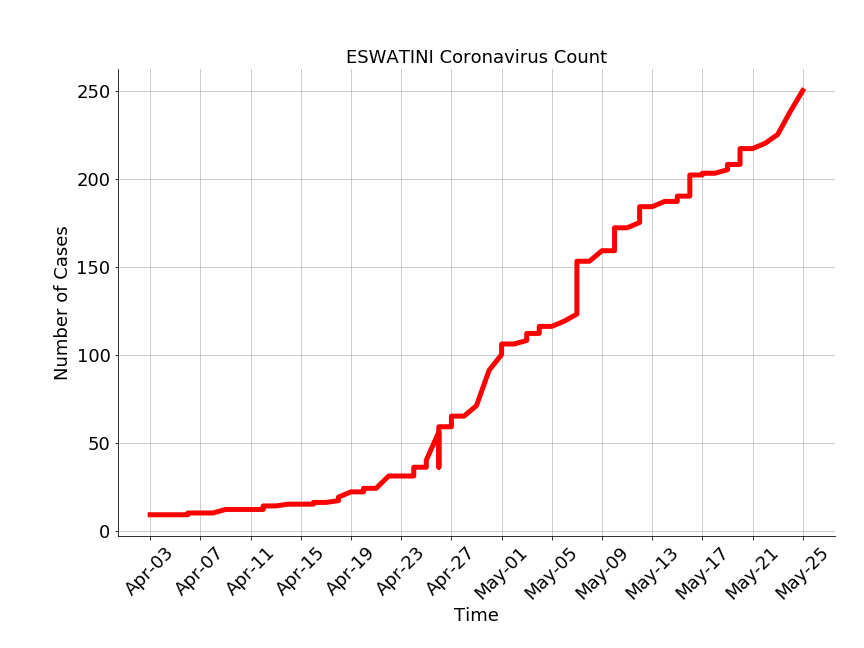 ESWATINI Coronavirus Count
Number of Cases
250
200
150
100
50
0
Apr-03
Apr-07
Apr-11
Apr-15
Apr-19
Apr-23
Apr-27
May-01
May-05
May-09
May-13
May-17
May-21
May-25
Time